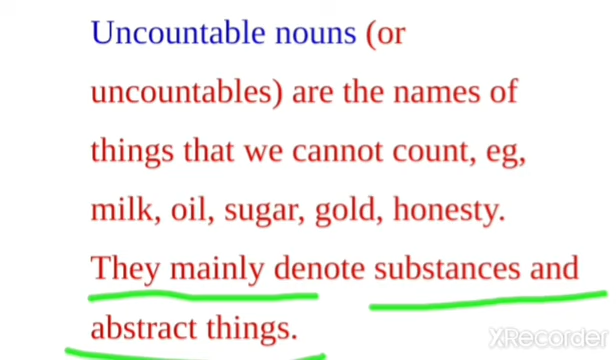 Uncountable nouns (or
uncountables) are the names of
things that we cannot count, eg,
milk, oil, sugar, gold, honesty.
They mainly denote substances and
abstract things.
XRecorder